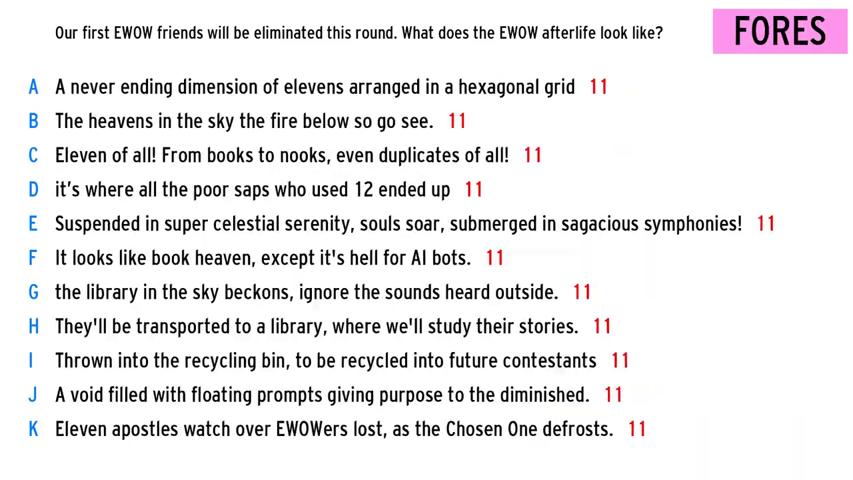 Our first EWOW friends will be eliminated this round. What does the EWOW afterlife look like?
FORES
A A never ending dimension of elevens arranged in a hexagonal grid 11
B The heavens in the sky the fire below so go see. 11
C Eleven of all! From books to nooks, even duplicates of all! 11
D it's where all the poor saps who used 12 ended up 11
E Suspended in super celestial serenity, souls soar, submerged in sagacious symphonies! 11
F It looks like book heaven, except it's hell for AI bots. 11
G the library in the sky beckons, ignore the sounds heard outside. 11
H They'll be transported to a library, where we'll study their stories. 11
I Thrown into the recycling bin, to be recycled into future contestants 11
J A void filled with floating prompts giving purpose to the diminished. 11
K Eleven apostles watch over EWOWers lost, as the Chosen One defrosts. 11